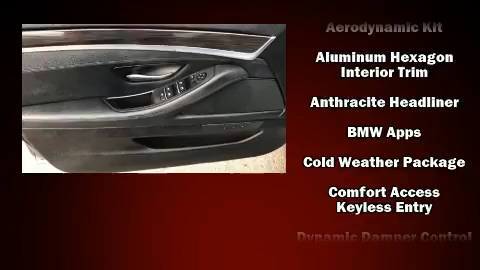 Aerodynamic Kit
Aluminum Hexagon
Interior Trim
Anthracite Headliner
BMW Apps
Cold Weather Package
Comfort Access
Keyless Entry
Dynamic Damper Control